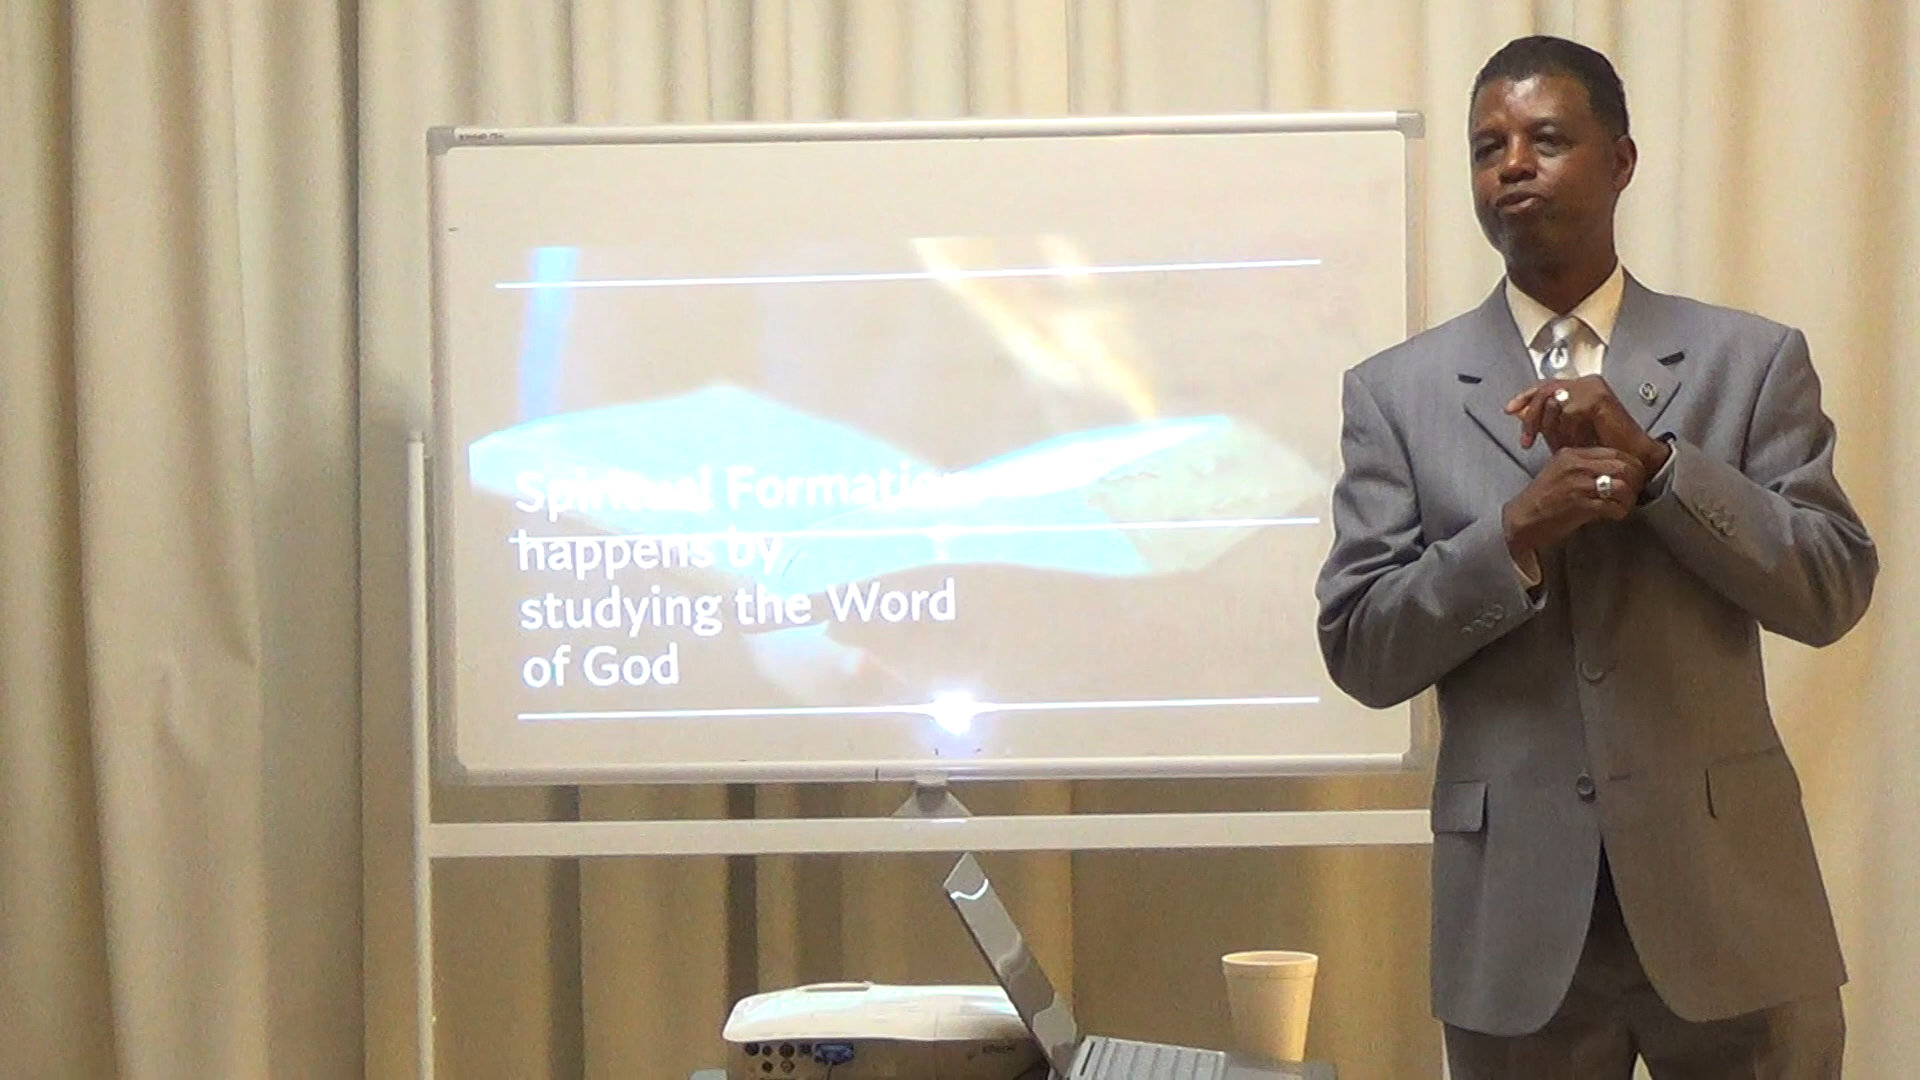 Spiritual Formation
happens by
studying the Word
of God